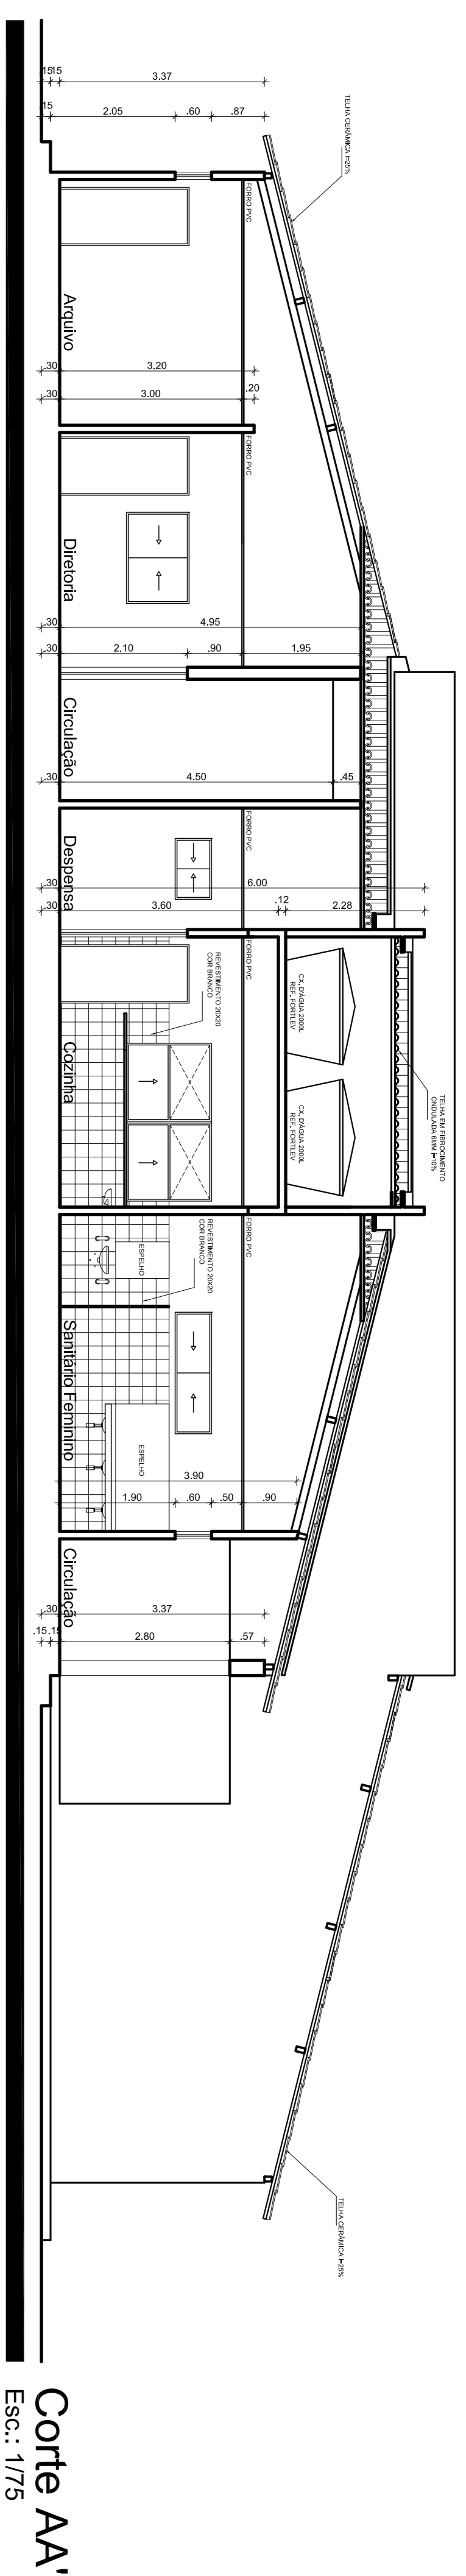 TELHA CERÂMICA I=25%
.15
.15
3.37
.15
2.05
.60
.87
FORRO PVC
Arquivo
.30
3.20
.30
3.00
.20
FORRO PVC
Diretoria
.30
4.95
.30
2.10
.90
1.95
Circulação
.30
4.50
.45
FORRO PVC
Despensa
.30
6.00
.30
3.60
.12
2.28
FORRO PVC
REVESTIMENTO 20X20
COR BRANCO
Cozinha
CX. D'ÁGUA 2000L
REF. FORTLEV
CX. D'ÁGUA 2000L
REF. FORTLEV
TELHA EM FIBROCIMENTO
ONDULADA 6MM I=10%
FORRO PVC
REVESTIMENTO 20X20
COR BRANCO
ESPELHO
Sanitário Feminino
ESPELHO
3.90
1.90
.60
.50
.90
Circulação
.30
3.37
.15
.15
2.80
.57
TELHA CERÂMICA I=25%
Corte AA'
Esc.: 1/75